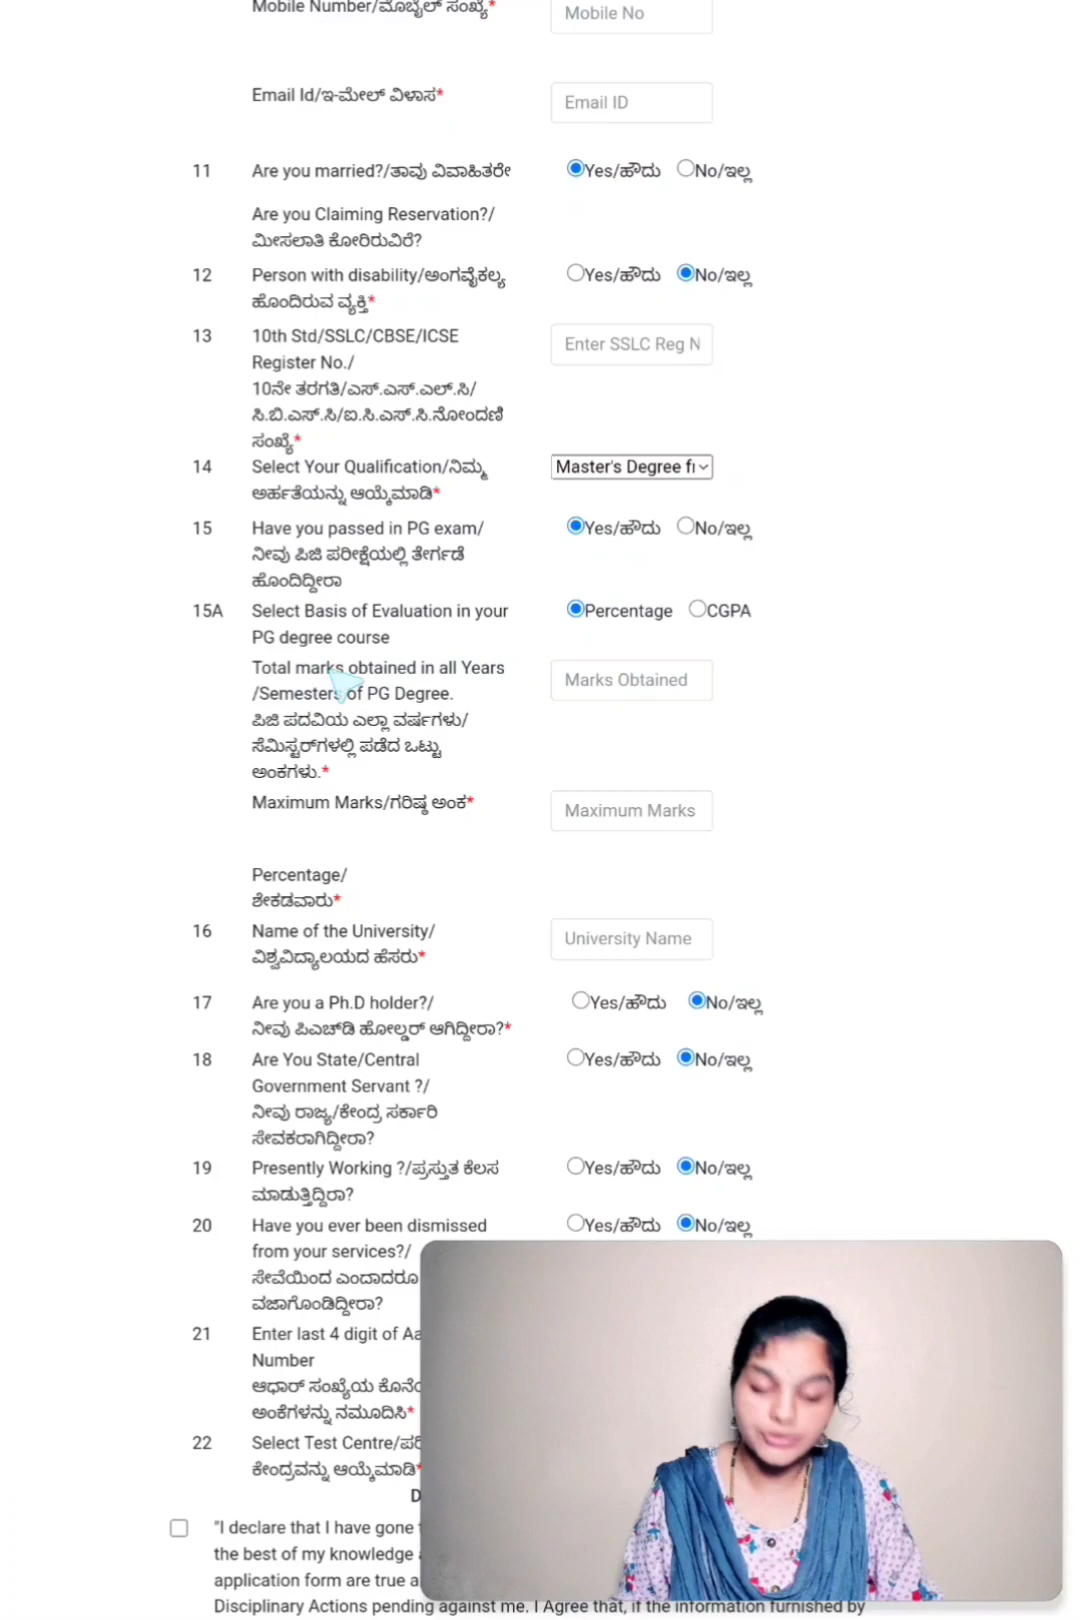 Mobile Number/ಮೊಬೈಲ್ ಸಂಖ್ಯೆ*
Mobile No
Email Id/ಇ-ಮೇಲ್ ವಿಳಾಸ*
Email ID
11 Are you married?/ತಾವು ವಿವಾಹಿತರೇ Yes/ಹೌದು No/ಇಲ್ಲ
Are you Claiming Reservation?/
ಮೀಸಲಾತಿ ಕೋರಿರುವಿರೆ?
12 Person with disability/ಅಂಗವೈಕಲ್ಯ Yes/ಹೌದು No/ಇಲ್ಲ
ಹೊಂದಿರುವ ವ್ಯಕ್ತಿ*
13 10th Std/SSLC/CBSE/ICSE Enter SSLC Reg N
Register No./
10ನೇ ತರಗತಿ/ಎಸ್.ಎಸ್.ಎಲ್.ಸಿ/
ಸಿ.ಬಿ.ಎಸ್.ಸಿ/ಐ.ಸಿ.ಎಸ್.ಸಿ.ನೋಂದಣಿ
ಸಂಖ್ಯೆ*
14 Select Your Qualification/ನಿಮ್ಮ Master's Degree fr
ಅರ್ಹತೆಯನ್ನು ಆಯ್ಕೆಮಾಡಿ*
15 Have you passed in PG exam/ Yes/ಹೌದು No/ಇಲ್ಲ
ನೀವು ಪಿಜಿ ಪರೀಕ್ಷೆಯಲ್ಲಿ ತೇರ್ಗಡೆ
ಹೊಂದಿದ್ದೀರಾ
15A Select Basis of Evaluation in your Percentage CGPA
PG degree course
Total marks obtained in all Years Marks Obtained
/Semesters of PG Degree.
ಪಿಜಿ ಪದವಿಯ ಎಲ್ಲಾ ವರ್ಷಗಳು/
ಸೆಮಿಸ್ಟರ್‌ಗಳಲ್ಲಿ ಪಡೆದ ಒಟ್ಟು
ಅಂಕಗಳು.*
Maximum Marks/ಗರಿಷ್ಠ ಅಂಕ* Maximum Marks
Percentage/
ಶೇಕಡವಾರು*
16 Name of the University/ University Name
ವಿಶ್ವವಿದ್ಯಾಲಯದ ಹೆಸರು*
17 Are you a Ph.D holder?/ Yes/ಹೌದು No/ಇಲ್ಲ
ನೀವು ಪಿಎಚ್‌ಡಿ ಹೋಲ್ಡರ್ ಆಗಿದ್ದೀರಾ?*
18 Are You State/Central Yes/ಹೌದು No/ಇಲ್ಲ
Government Servant ?/
ನೀವು ರಾಜ್ಯ/ಕೇಂದ್ರ ಸರ್ಕಾರಿ
ಸೇವಕರಾಗಿದ್ದೀರಾ?
19 Presently Working ?/ಪ್ರಸ್ತುತ ಕೆಲಸ Yes/ಹೌದು No/ಇಲ್ಲ
ಮಾಡುತ್ತಿದ್ದಿರಾ?
20 Have you ever been dismissed Yes/ಹೌದು No/ಇಲ್ಲ
from your services?/
ಸೇವೆಯಿಂದ ಎಂದಾದರೂ
ವಜಾಗೊಂಡಿದ್ದೀರಾ?
21 Enter last 4 digit of
Number
ಆಧಾರ್ ಸಂಖ್ಯೆಯ
ಅಂಕೆಗಳನ್ನು ನಮೂದಿಸಿ*
22 Select Test Centre/
ಕೇಂದ್ರವನ್ನು ಆಯ್ಕೆಮಾಡಿ*
"I declare that I have gone
the best of my knowledge
application form are true
Disciplinary Actions pending against me. I Agree that, if the information furnished by